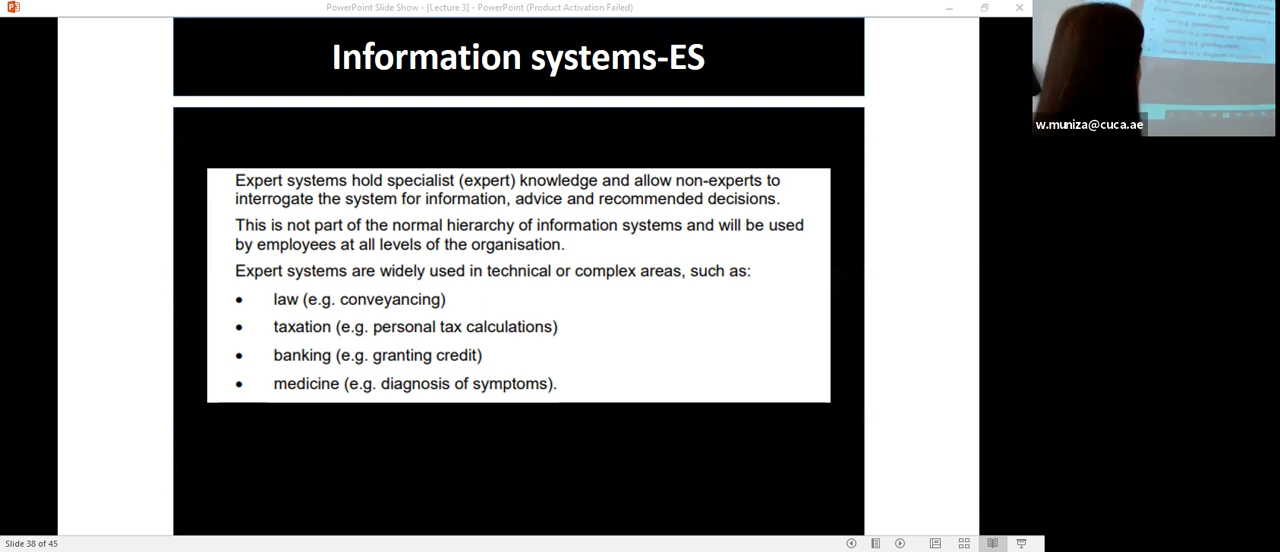 PowerPoint Slide Show - [Lecture 3] - PowerPoint (Product Activation Failed)
Information systems-ES
w.muniza@cuca.ae
Expert systems hold specialist (expert) knowledge and allow non-experts to
interrogate the system for information, advice and recommended decisions.
This is not part of the normal hierarchy of information systems and will be used
by employees at all levels of the organisation.
Expert systems are widely used in technical or complex areas, such as:
• law (e.g. conveyancing)
• taxation (e.g. personal tax calculations)
• banking (e.g. granting credit)
• medicine (e.g. diagnosis of symptoms).
Slide 38 of 45